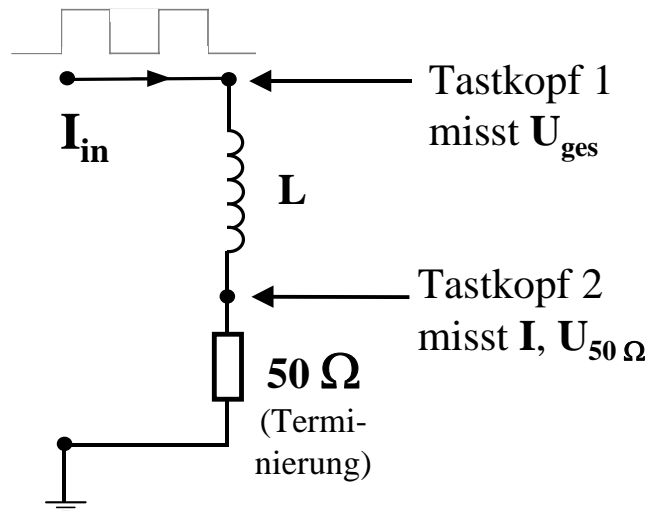 Tastkopf 1
misst U_ges
I_in
L
Tastkopf 2
misst I, U_50 Ω
50 Ω
(Termi-
nierung)